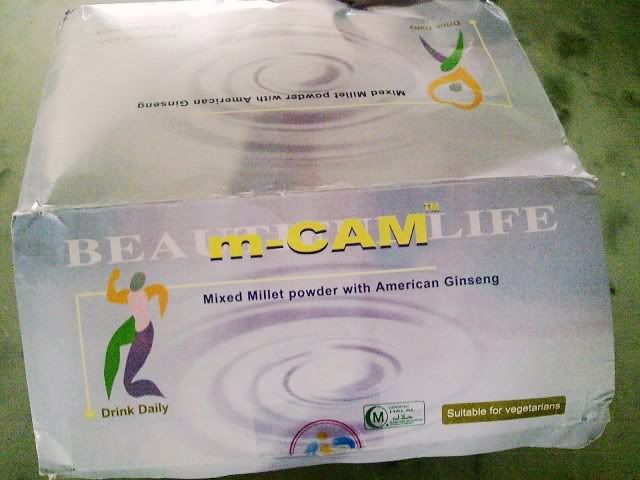 Drink Daily
Mixed Millet powder with American Ginseng
BEAUTIFUL LIFE
m-CAM™
Mixed Millet powder with American Ginseng
Drink Daily
M
HALAL
حلال
Suitable for vegetarians